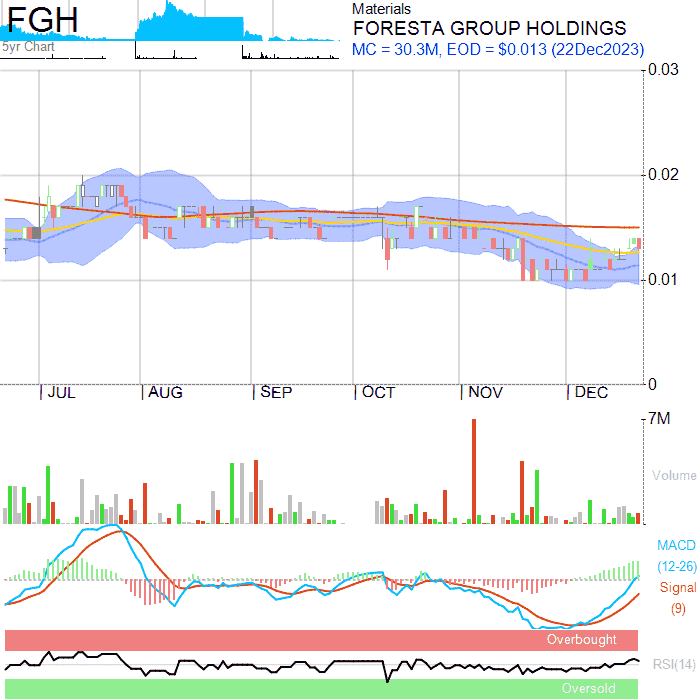 FGH
5yr Chart
Materials
FORESTA GROUP HOLDINGS
MC = 30.3M, EOD = $0.013 (22Dec2023)
0.03
0.02
0.01
0
JUL AUG SEP OCT NOV DEC
7M
Volume
MACD
(12-26)
Signal
(9)
Overbought
RSI(14)
Oversold